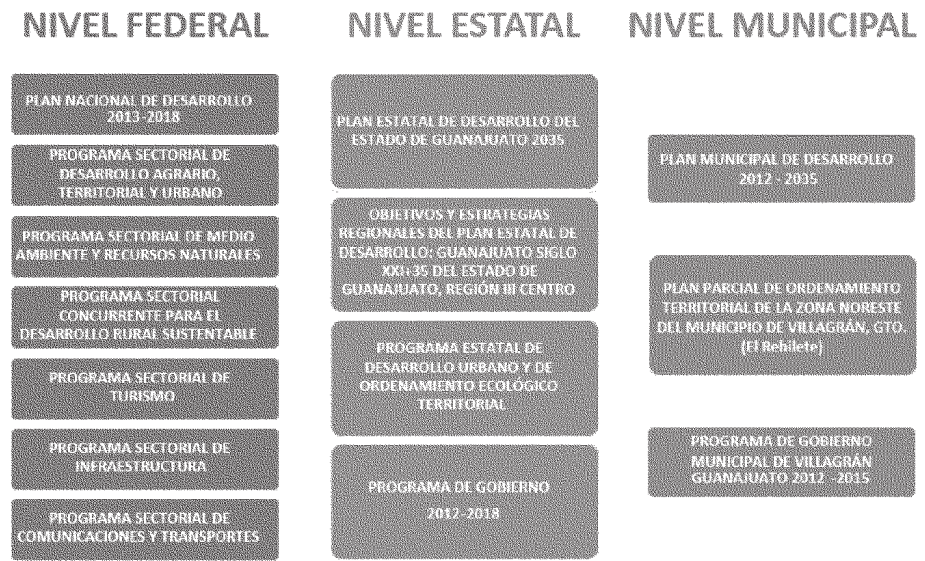 NIVEL FEDERAL
PLAN NACIONAL DE DESARROLLO
2013-2018
PROGRAMA SECTORIAL DE
DESARROLLO AGRARIO,
TERRITORIAL Y URBANO
PROGRAMA SECTORIAL DE MEDIO
AMBIENTE Y RECURSOS NATURALES
PROGRAMA SECTORIAL
CONCURRENTE PARA EL
DESARROLLO RURAL SUSTENTABLE
PROGRAMA SECTORIAL DE
TURISMO
PROGRAMA SECTORIAL DE
INFRAESTRUCTURA
PROGRAMA SECTORIAL DE
COMUNICACIONES Y TRANSPORTES
NIVEL ESTATAL
PLAN ESTATAL DE DESARROLLO DEL
ESTADO DE GUANAJUATO 2035
OBJETIVOS Y ESTRATEGIAS
REGIONALES DEL PLAN ESTATAL DE
DESARROLLO: GUANAJUATO SIGLO
XXI+35 DEL ESTADO DE
GUANAJUATO, REGIÓN III CENTRO
PROGRAMA ESTATAL DE
DESARROLLO URBANO Y DE
ORDENAMIENTO ECOLÓGICO
TERRITORIAL
PROGRAMA DE GOBIERNO
2012-2018
NIVEL MUNICIPAL
PLAN MUNICIPAL DE DESARROLLO
2012 - 2035
PLAN PARCIAL DE ORDENAMIENTO
TERRITORIAL DE LA ZONA NORESTE
DEL MUNICIPIO DE VILLAGRÁN, GTO.
(El Rehilete)
PROGRAMA DE GOBIERNO
MUNICIPAL DE VILLAGRÁN
GUANAJUATO 2012 -2015